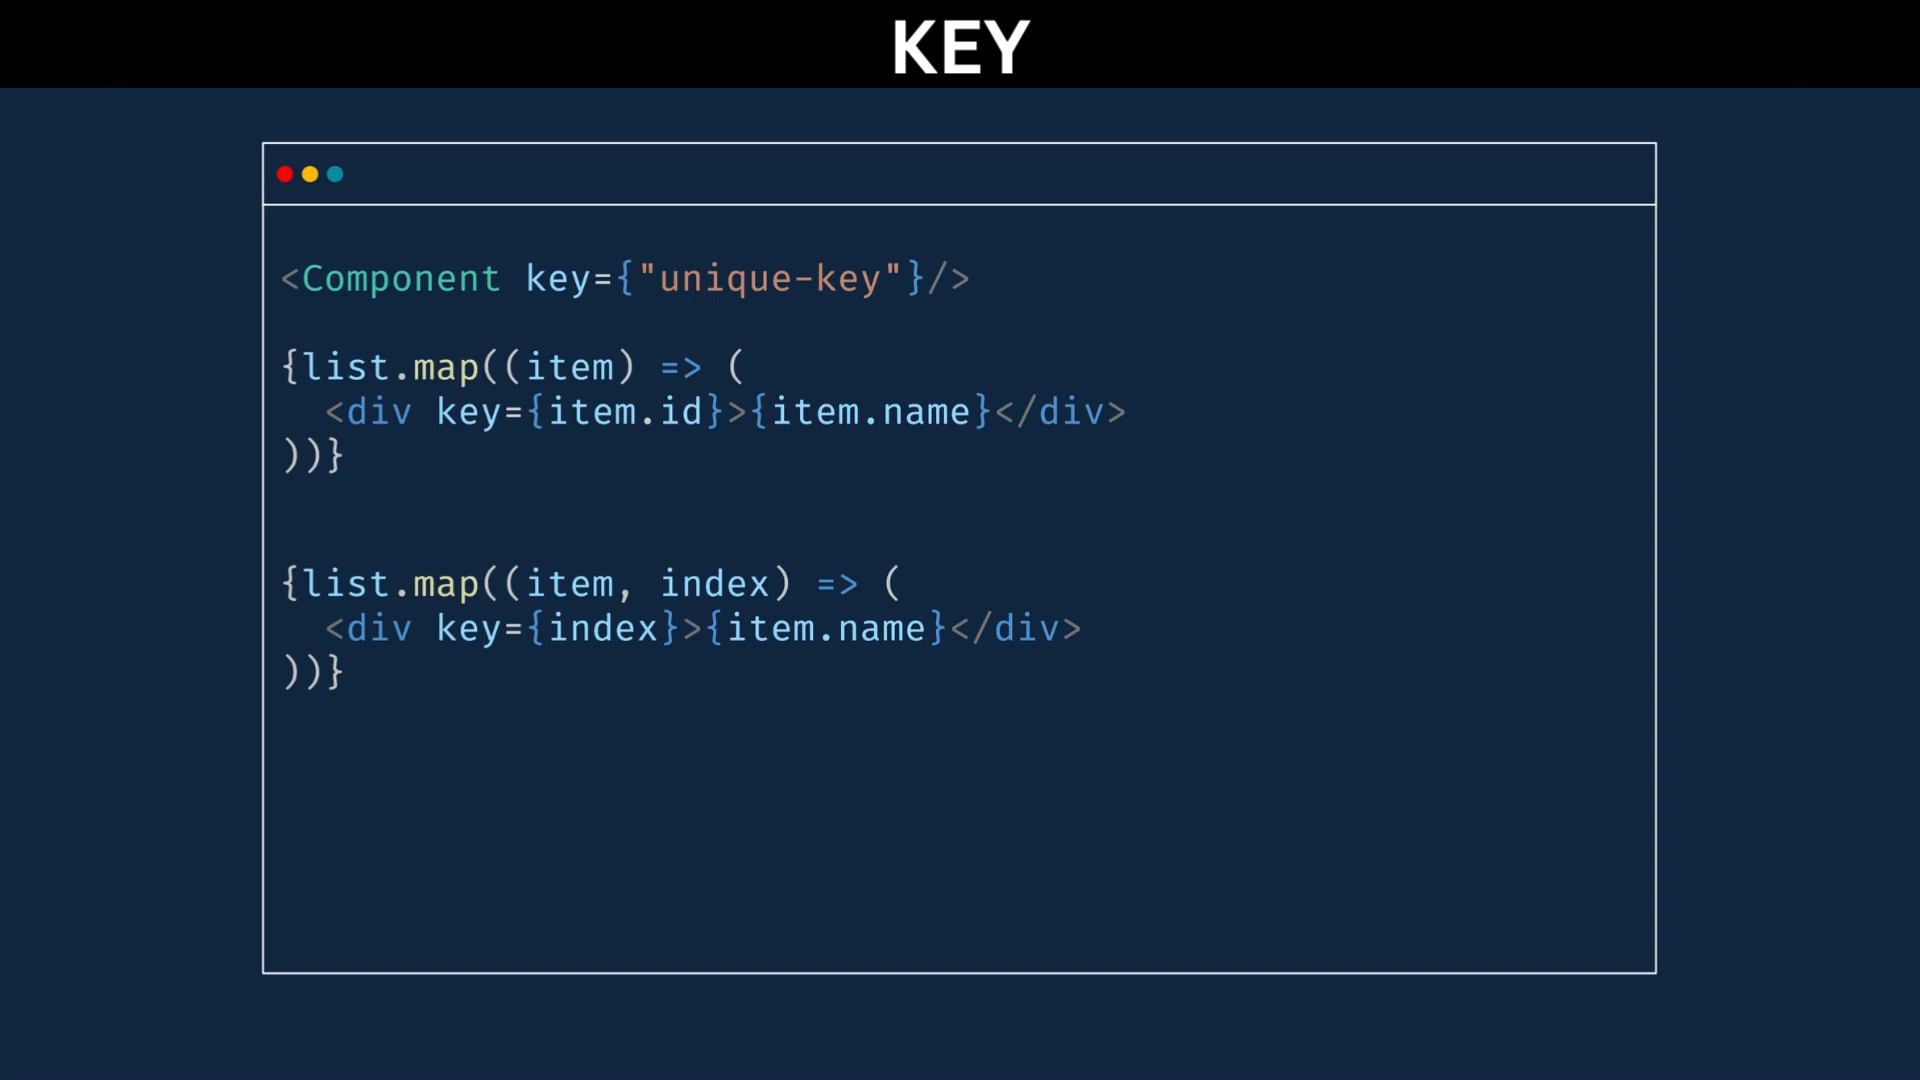 KEY
<Component key={"unique-key"}/>
{list.map((item) => (
<div key={item.id}>{item.name}</div>
))}
{list.map((item, index) => (
<div key={index}>{item.name}</div>
))}